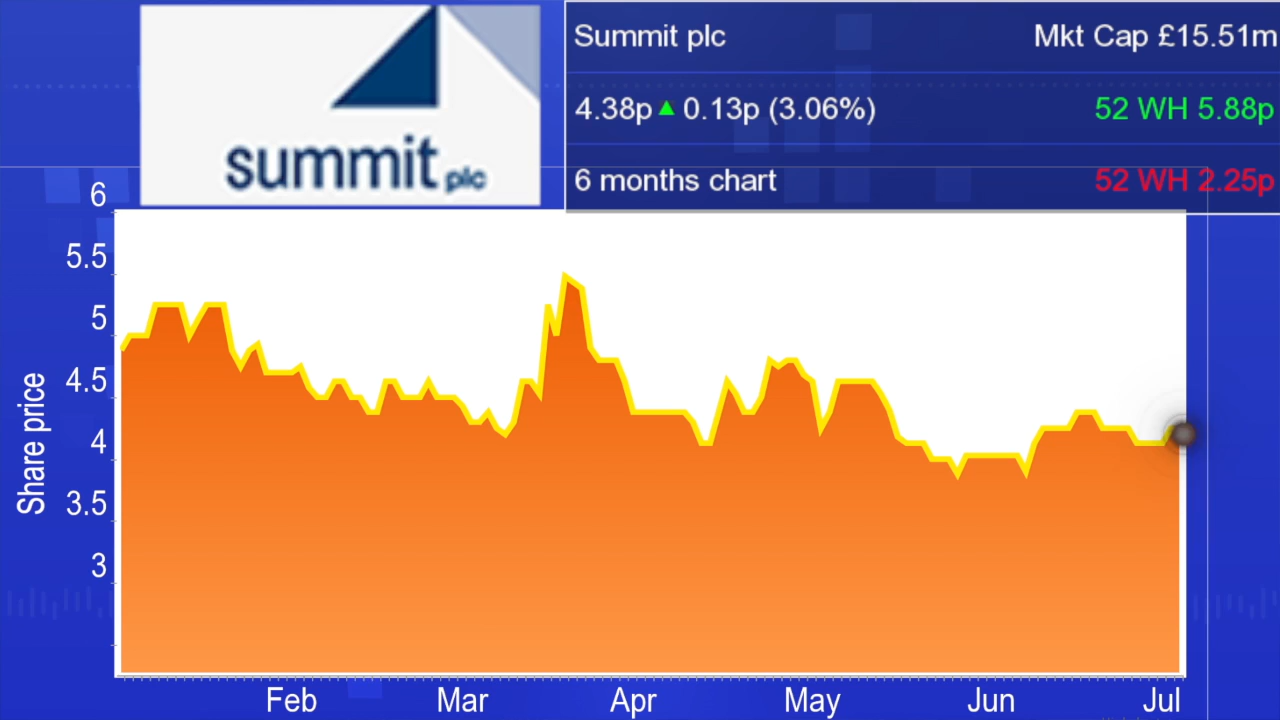 summit plc
Summit plc
Mkt Cap £15.51m
4.38p ▲ 0.13p (3.06%)
52 WH 5.88p
6 months chart
52 WH 2.25p
6
5.5
5
4.5
4
3.5
3
Share price
Feb
Mar
Apr
May
Jun
Jul